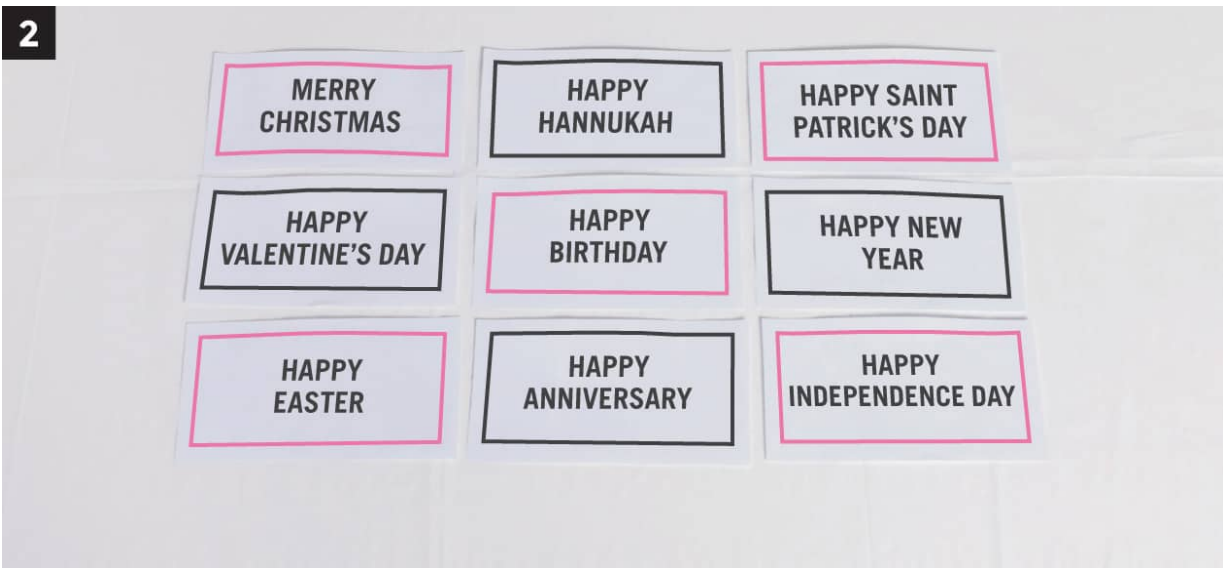 2
MERRY
CHRISTMAS
HAPPY
HANNUKAH
HAPPY SAINT
PATRICK'S DAY
HAPPY
VALENTINE'S DAY
HAPPY
BIRTHDAY
HAPPY NEW
YEAR
HAPPY
EASTER
HAPPY
ANNIVERSARY
HAPPY
INDEPENDENCE DAY